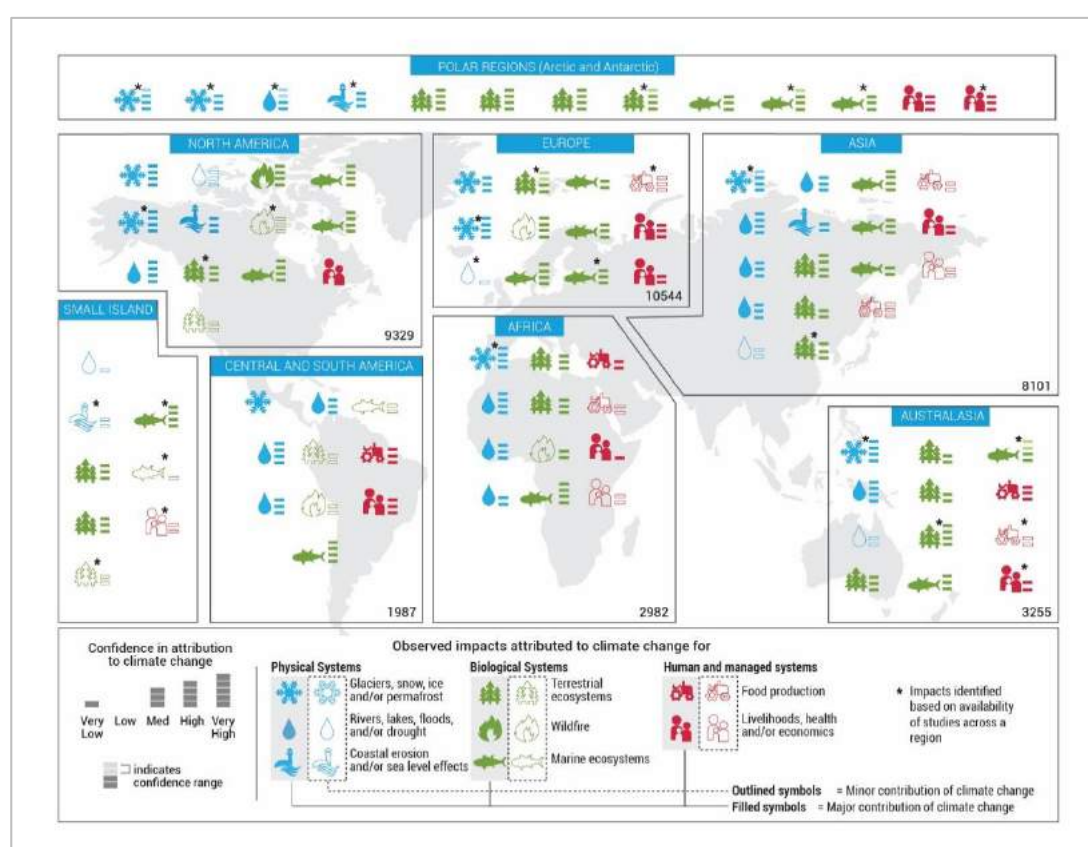 POLAR REGIONS (Arctic and Antarctic)
NORTH AMERICA
9329
EUROPE
10544
ASIA
8101
SMALL ISLAND
CENTRAL AND SOUTH AMERICA
1987
AFRICA
2982
AUSTRALASIA
3255
Confidence in attribution
to climate change
Very
Low
Low
Med
High
Very
High
indicates
confidence range
Observed impacts attributed to climate change for
Physical Systems
Glaciers, snow, ice
and/or permafrost
Rivers, lakes, floods,
and/or drought
Coastal erosion
and/or sea level effects
Biological Systems
Terrestrial
ecosystems
Wildfire
Marine ecosystems
Human and managed systems
Food production
Livelihoods, health
and/or economics
* Impacts identified
based on availability
of studies across a
region
Outlined symbols = Minor contribution of climate change
Filled symbols = Major contribution of climate change